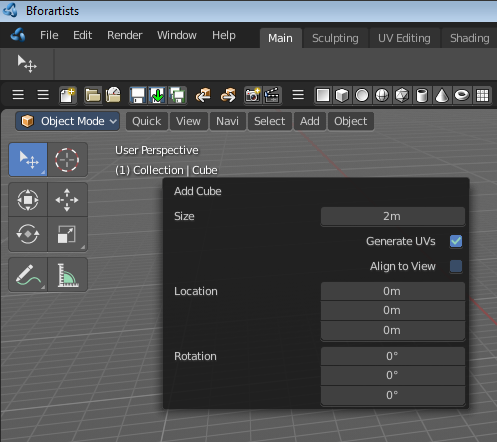 Bforartists
File Edit Render Window Help Main Sculpting UV Editing Shading
Object Mode Quick View Navi Select Add Object
User Perspective
(1) Collection | Cube
Add Cube
Size 2m
Generate UVs
Align to View
Location 0m
0m
0m
Rotation 0°
0°
0°